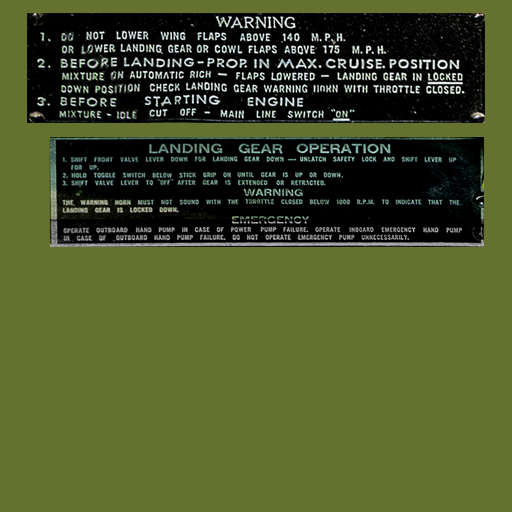 WARNING
1. DO NOT LOWER WING FLAPS ABOVE 140 M.P.H.
OR LOWER LANDING GEAR OR COWL FLAPS ABOVE 175 M.P.H.
2. BEFORE LANDING-PROP. IN MAX. CRUISE. POSITION
MIXTURE ON AUTOMATIC RICH - FLAPS LOWERED - LANDING GEAR IN LOCKED
DOWN POSITION CHECK LANDING GEAR WARNING HORN WITH THROTTLE CLOSED.
3. BEFORE STARTING ENGINE
MIXTURE - IDLE CUT OFF - MAIN LINE SWITCH "ON"
LANDING GEAR OPERATION
1. SHIFT FRONT VALVE LEVER DOWN FOR LANDING GEAR DOWN — UNLATCH SAFETY LOCK AND SHIFT LEVER UP
FOR UP.
2. HOLD TOGGLE SWITCH BELOW STICK GRIP ON UNTIL GEAR IS UP OR DOWN.
3. SHIFT VALVE LEVER TO "OFF" AFTER GEAR IS EXTENDED OR RETRACTED.
WARNING
THE WARNING HORN MUST NOT SOUND WITH THE THROTTLE CLOSED BELOW 1000 R.P.M. TO INDICATE THAT THE
LANDING GEAR IS LOCKED DOWN.
EMERGENCY
OPERATE OUTBOARD HAND PUMP IN CASE OF POWER PUMP FAILURE. OPERATE INBOARD EMERGENCY HAND PUMP
IN CASE OF OUTBOARD HAND PUMP FAILURE. DO NOT OPERATE EMERGENCY PUMP UNNECESSARILY.